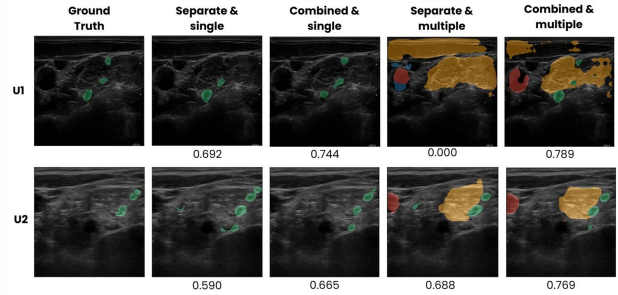 Ground Truth
Separate & single
Combined & single
Separate & multiple
Combined & multiple
U1
0.692
0.744
0.000
0.789
U2
0.590
0.665
0.688
0.769